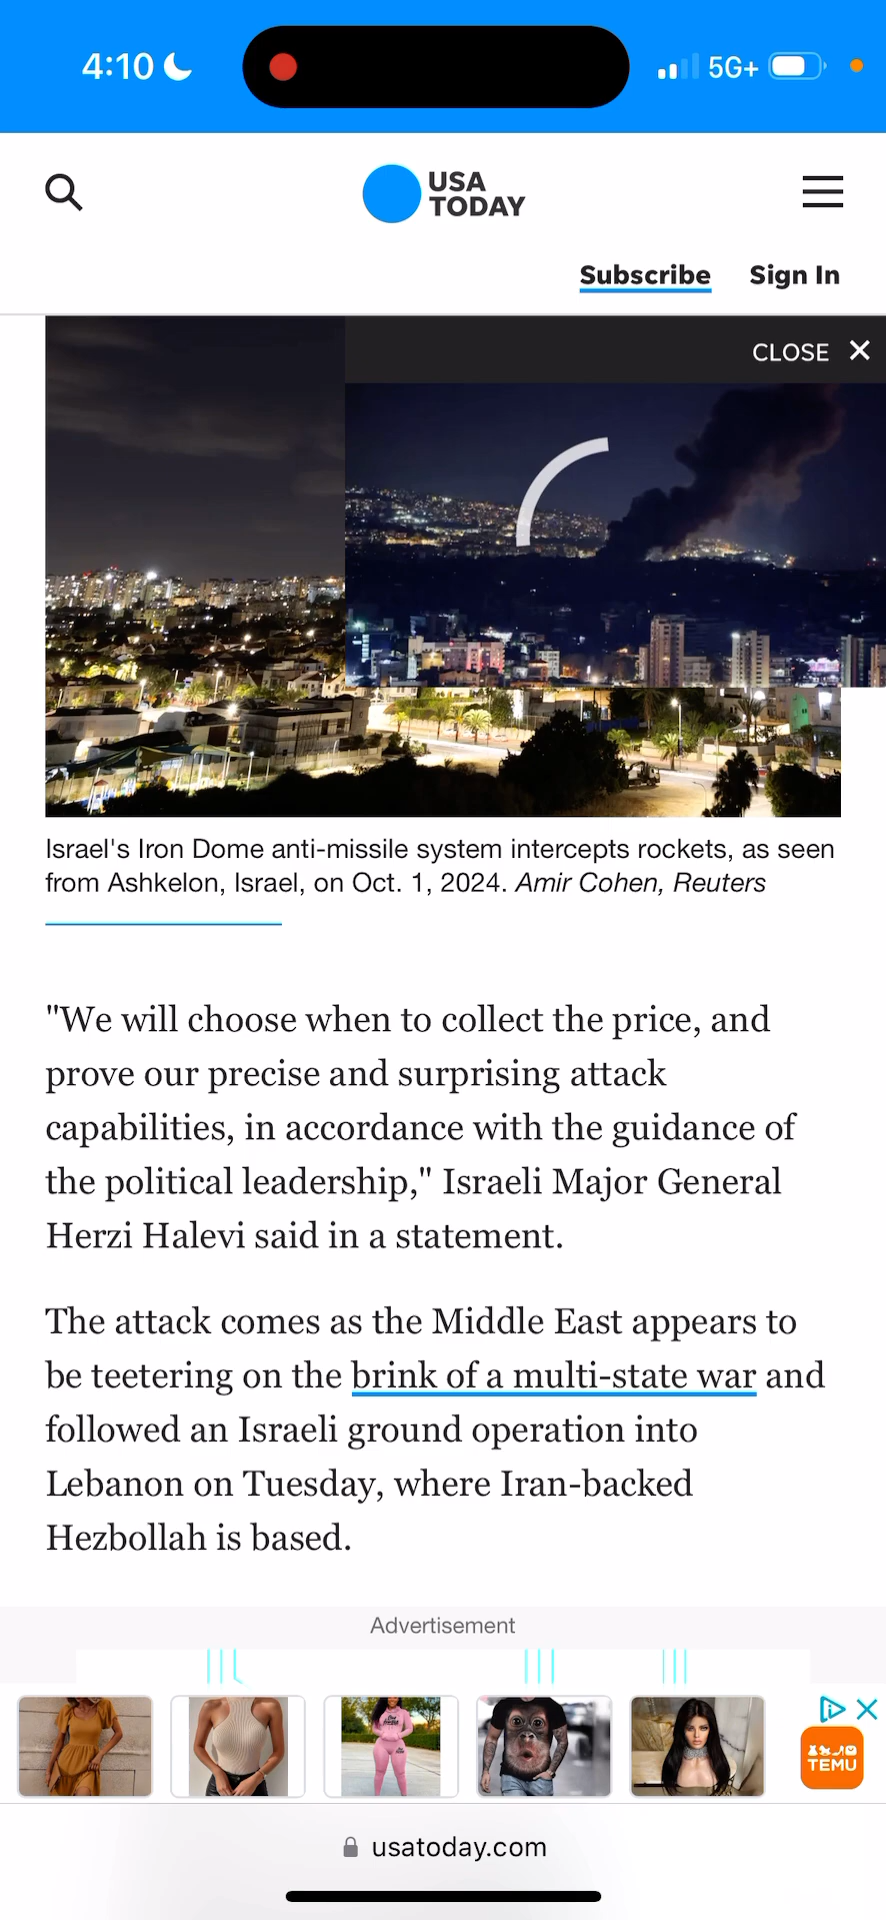 4:10
5G+
USA
TODAY
Subscribe
Sign In
CLOSE
Israel's Iron Dome anti-missile system intercepts rockets, as seen
from Ashkelon, Israel, on Oct. 1, 2024. Amir Cohen, Reuters
"We will choose when to collect the price, and
prove our precise and surprising attack
capabilities, in accordance with the guidance of
the political leadership," Israeli Major General
Herzi Halevi said in a statement.
The attack comes as the Middle East appears to
be teetering on the brink of a multi-state war and
followed an Israeli ground operation into
Lebanon on Tuesday, where Iran-backed
Hezbollah is based.
Advertisement
TEMU
usatoday.com